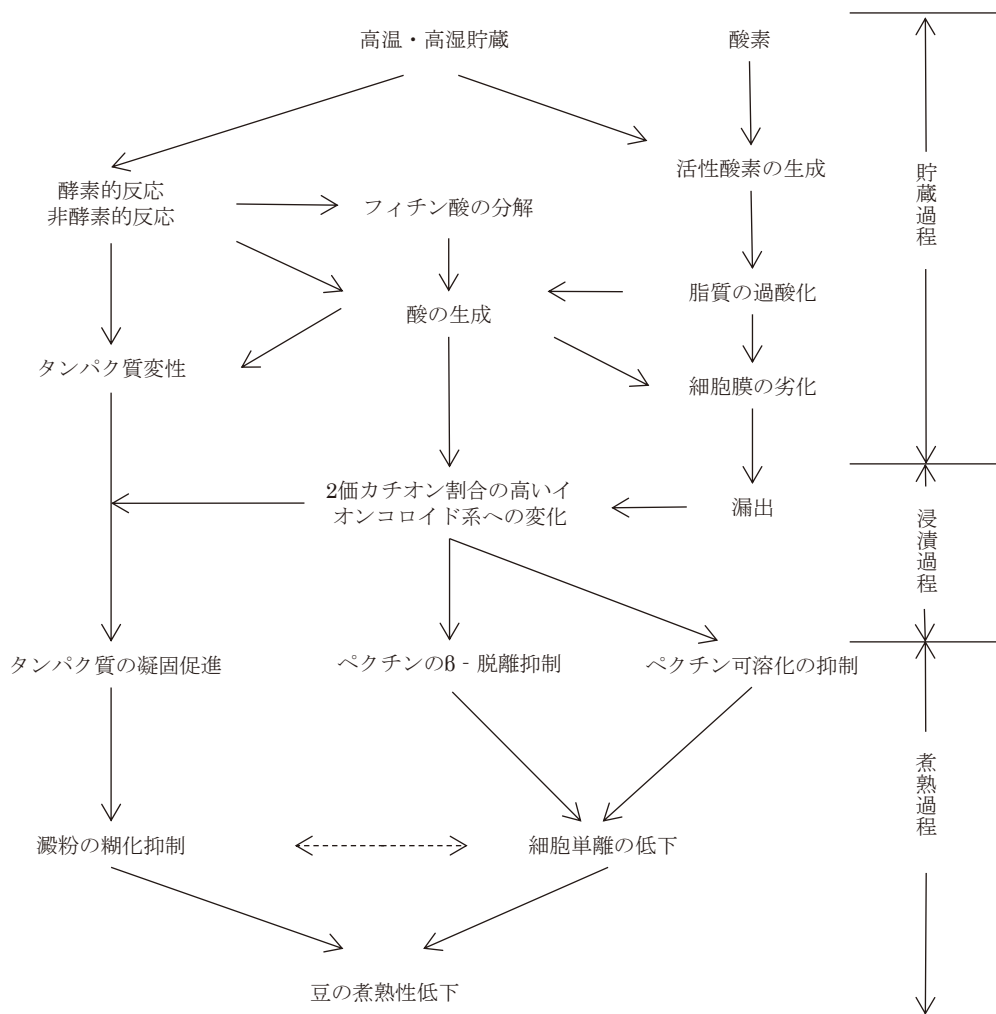 高温・高湿貯蔵
酸素
活性酸素の生成
酵素的反応
非酵素的反応
フィチン酸の分解
貯蔵過程
脂質の過酸化
酸の生成
タンパク質変性
細胞膜の劣化
2価カチオン割合の高いイ
オンコロイド系への変化
漏出
浸漬過程
タンパク質の凝固促進
ペクチンのβ‐脱離抑制
ペクチン可溶化の抑制
煮熟過程
澱粉の糊化抑制
細胞単離の低下
豆の煮熟性低下